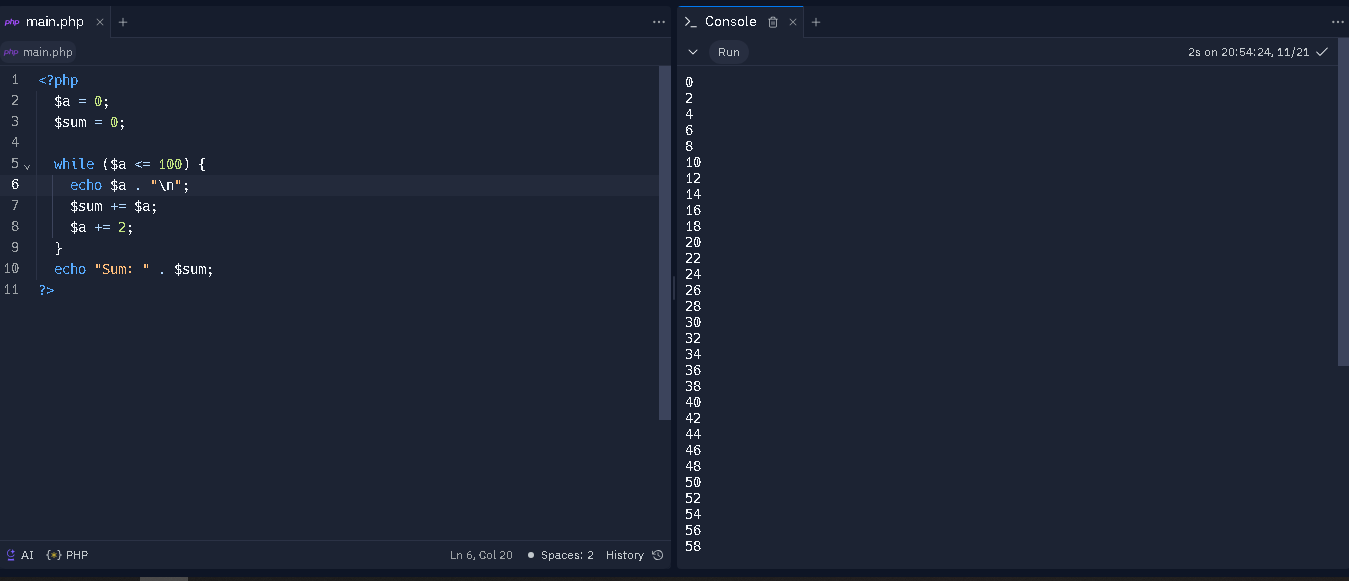 php main.php × + ···
php main.php
1 <?php
2 $a = 0;
3 $sum = 0;
4
5 while ($a <= 100) {
6 echo $a . "\n";
7 $sum += $a;
8 $a += 2;
9 }
10 echo "Sum: " . $sum;
11 ?>
AI {*} PHP Ln 6, Col 20 ● Spaces: 2 History
>_ Console × + ···
Run 2s on 20:54:24, 11/21 ✓
0
2
4
6
8
10
12
14
16
18
20
22
24
26
28
30
32
34
36
38
40
42
44
46
48
50
52
54
56
58